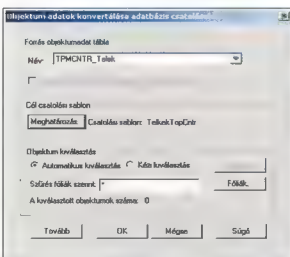 Objektum adatok konvertálása adatbázis csatolássá
Forrás objektumadat tábla
Név: TPMCNTR_Telek
Cél csatolási sablon
Meghatározás Csatolási sablon: TelkekTopCntr
Objektum kiválasztás
Automatikus kiválasztás Kézi kiválasztás
Szűrés fóliák szerint: * Fóliák..
A kiválasztott objektumok száma: 0
Tovább OK Mégse Súgó